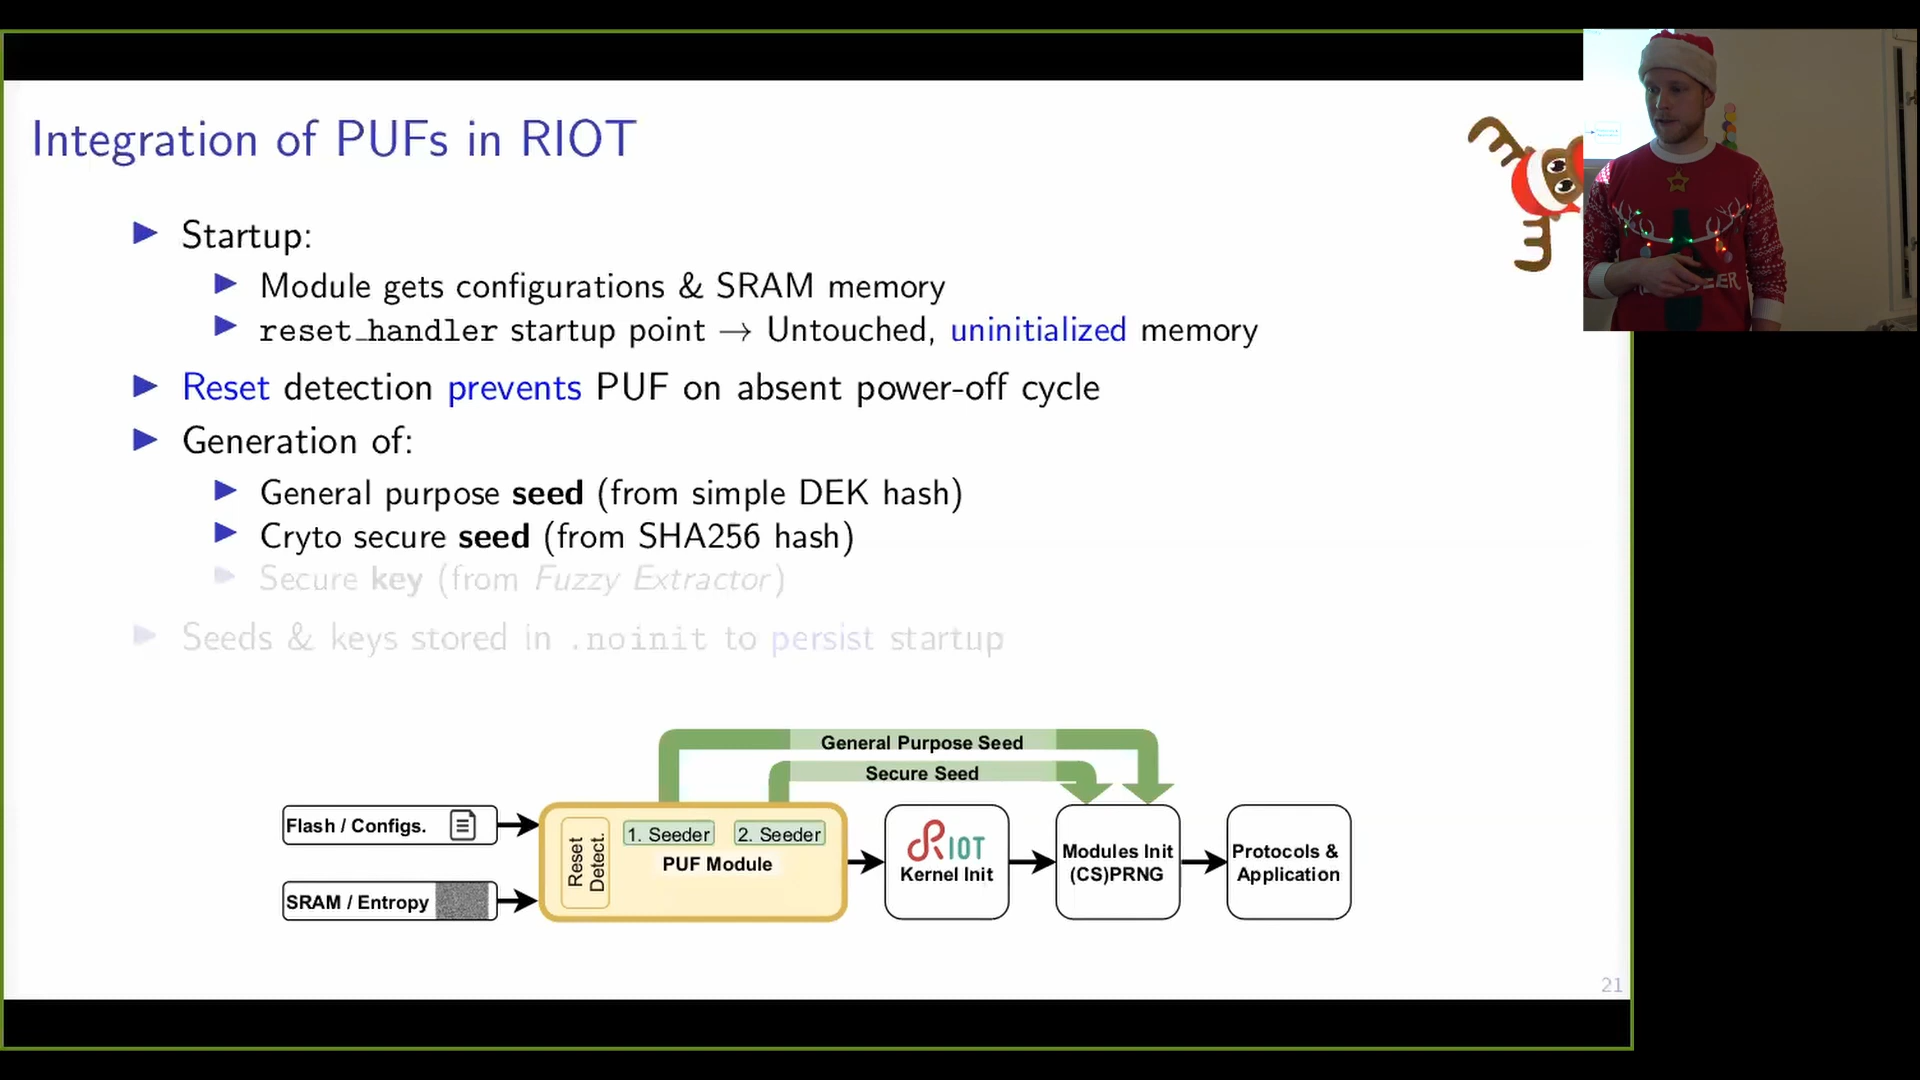 Integration of PUFs in RIOT
Startup:
Module gets configurations & SRAM memory
reset_handler startup point → Untouched, uninitialized memory
Reset detection prevents PUF on absent power-off cycle
Generation of:
General purpose seed (from simple DEK hash)
Cryto secure seed (from SHA256 hash)
Secure key (from Fuzzy Extractor)
Seeds & keys stored in .noinit to persist startup
General Purpose Seed
Secure Seed
Flash / Configs.
SRAM / Entropy
Reset
Detect.
1. Seeder
2. Seeder
PUF Module
RIOT
Kernel Init
Modules Init
(CS)PRNG
Protocols &
Application
21